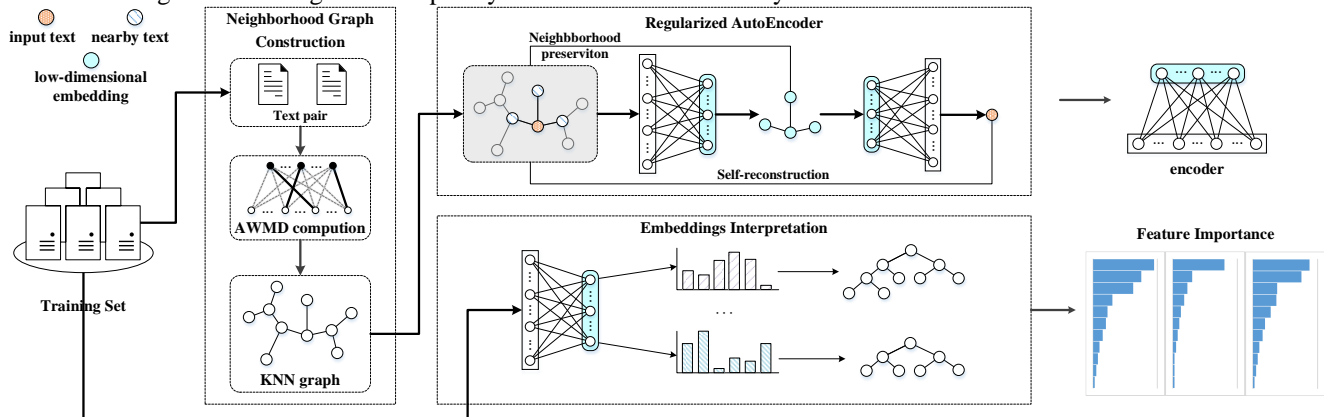 input text
nearby text
low-dimensional
embedding
Training Set
Neighborhood Graph
Construction
Text pair
AWMD compution
KNN graph
Regularized AutoEncoder
Neighbborhood
preserviton
Self-reconstruction
encoder
Embeddings Interpretation
...
Feature Importance